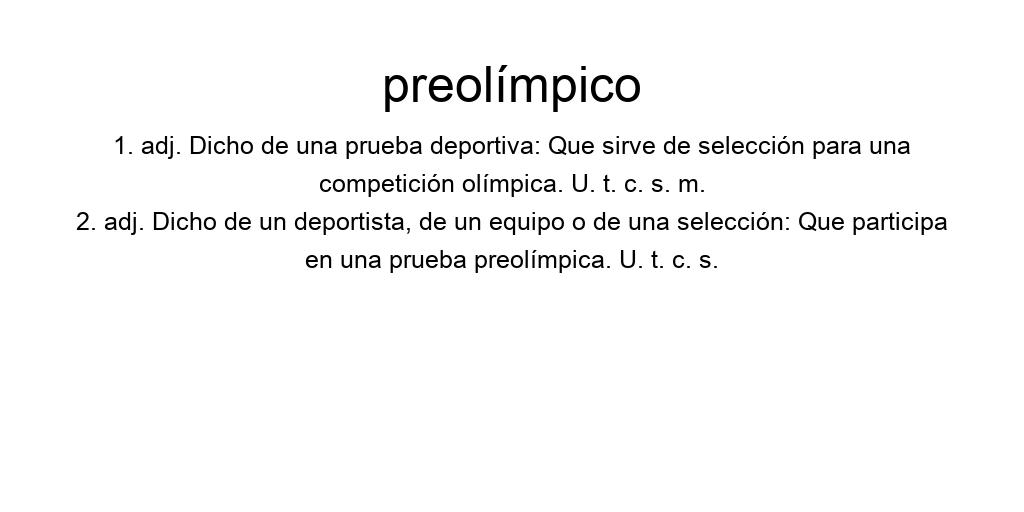 preolímpico
1. adj. Dicho de una prueba deportiva: Que sirve de selección para una
competición olímpica. U. t. c. s. m.
2. adj. Dicho de un deportista, de un equipo o de una selección: Que participa
en una prueba preolímpica. U. t. c. s.